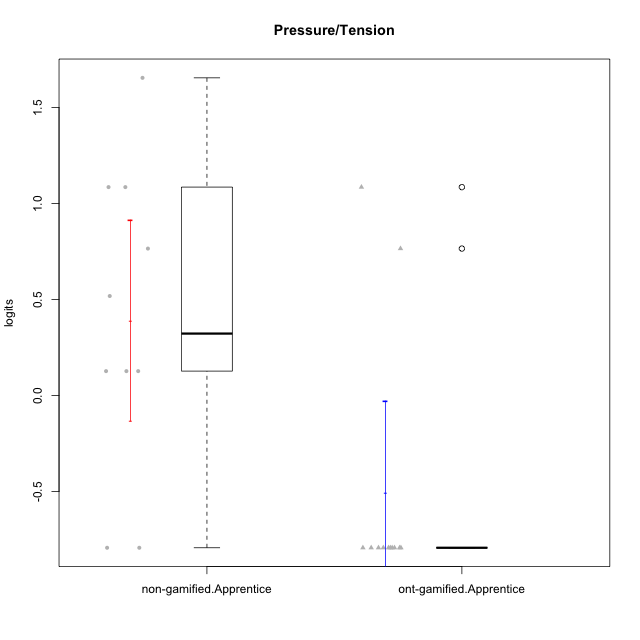 Pressure/Tension
logits
1.5
1.0
0.5
0.0
-0.5
non-gamified.Apprentice
ont-gamified.Apprentice